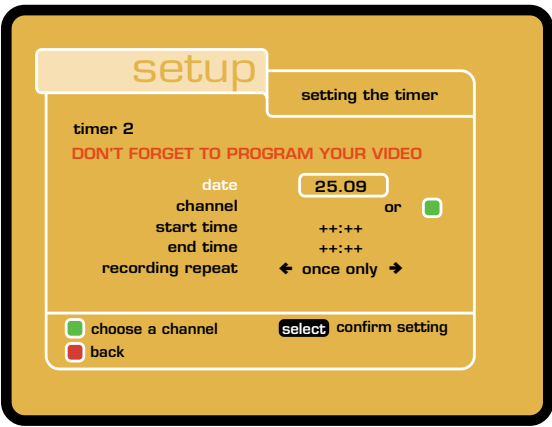 setup
setting the timer
timer 2
DON'T FORGET TO PROGRAM YOUR VIDEO
date 25.09
channel or
start time ++:++
end time ++:++
recording repeat ← once only →
choose a channel select confirm setting
back